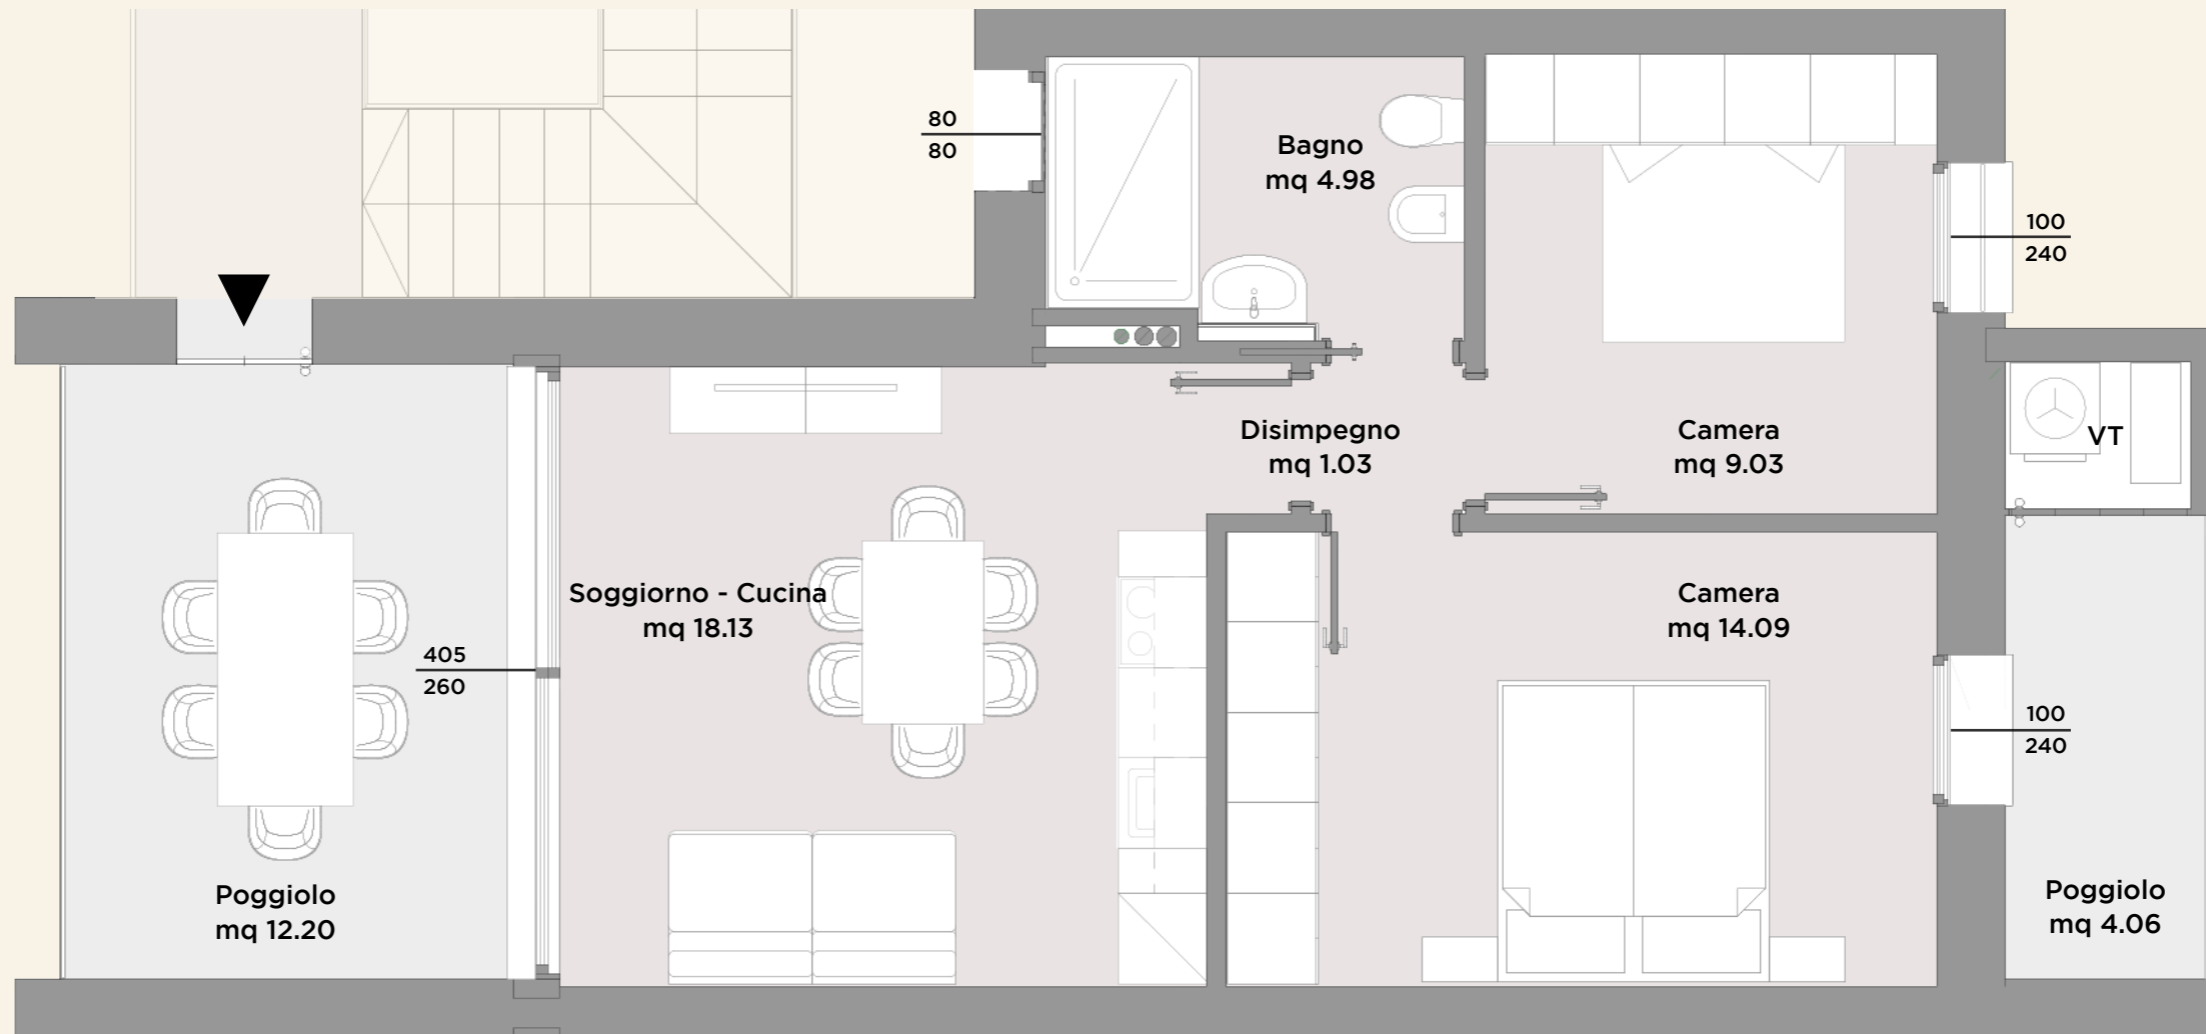 80
80
Bagno
mq 4.98
100
240
Disimpegno
mq 1.03
Camera
mq 9.03
VT
Soggiorno - Cucina
mq 18.13
Camera
mq 14.09
405
260
100
240
Poggiolo
mq 12.20
Poggiolo
mq 4.06